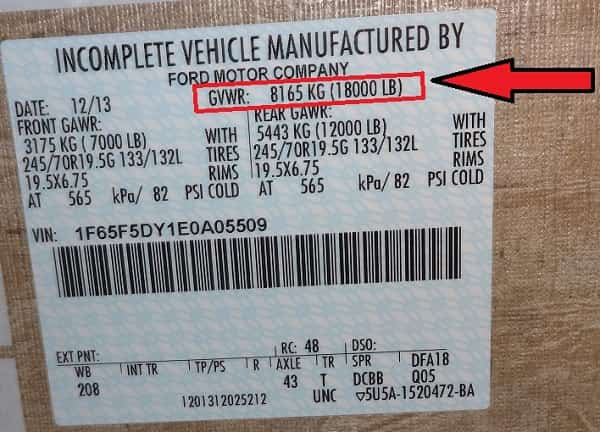 INCOMPLETE VEHICLE MANUFACTURED BY
FORD MOTOR COMPANY
DATE: 12/13
GVWR: 8165 KG (18000 LB)
FRONT GAWR:
3175 KG ( 7000 LB) WITH
245/70R19.5G 133/132L TIRES
19.5X6.75 RIMS
AT 565 kPa/ 82 PSI COLD
REAR GAWR:
5443 KG (12000 LB) WITH
245/70R19.5G 133/132L TIRES
19.5X6.75 RIMS
AT 565 kPa/ 82 PSI COLD
VIN: 1F65F5DY1E0A05509
EXT PNT: RC: 48 DSO:
WB INT TR TP/PS R AXLE TR SPR DFA18
208 43 T DCBB Q05
1201312025212 UNC ▽5U5A-1520472-BA